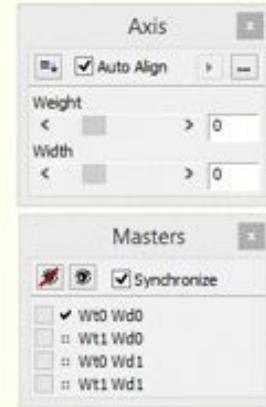 Axis
Auto Align
Weight
0
Width
0
Masters
Synchronize
Wt0 Wd0
Wt1 Wd0
Wt0 Wd1
Wt1 Wd1